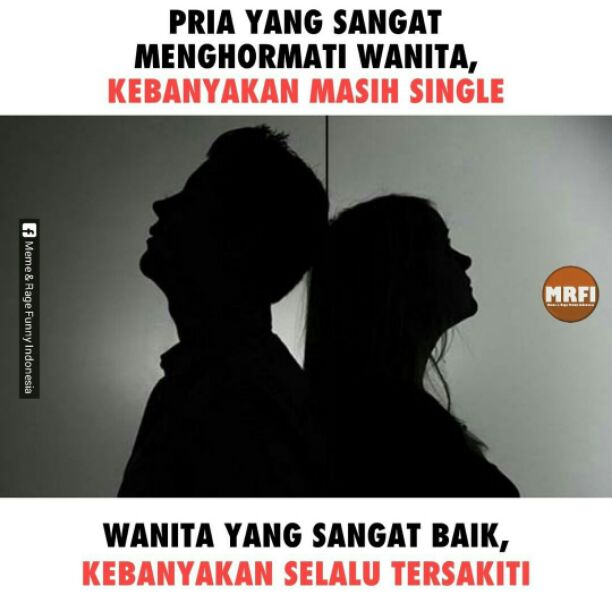 PRIA YANG SANGAT
MENGHORMATI WANITA,
KEBANYAKAN MASIH SINGLE
f Meme & Rage Funny Indonesia
MRFI
WANITA YANG SANGAT BAIK,
KEBANYAKAN SELALU TERSAKITI